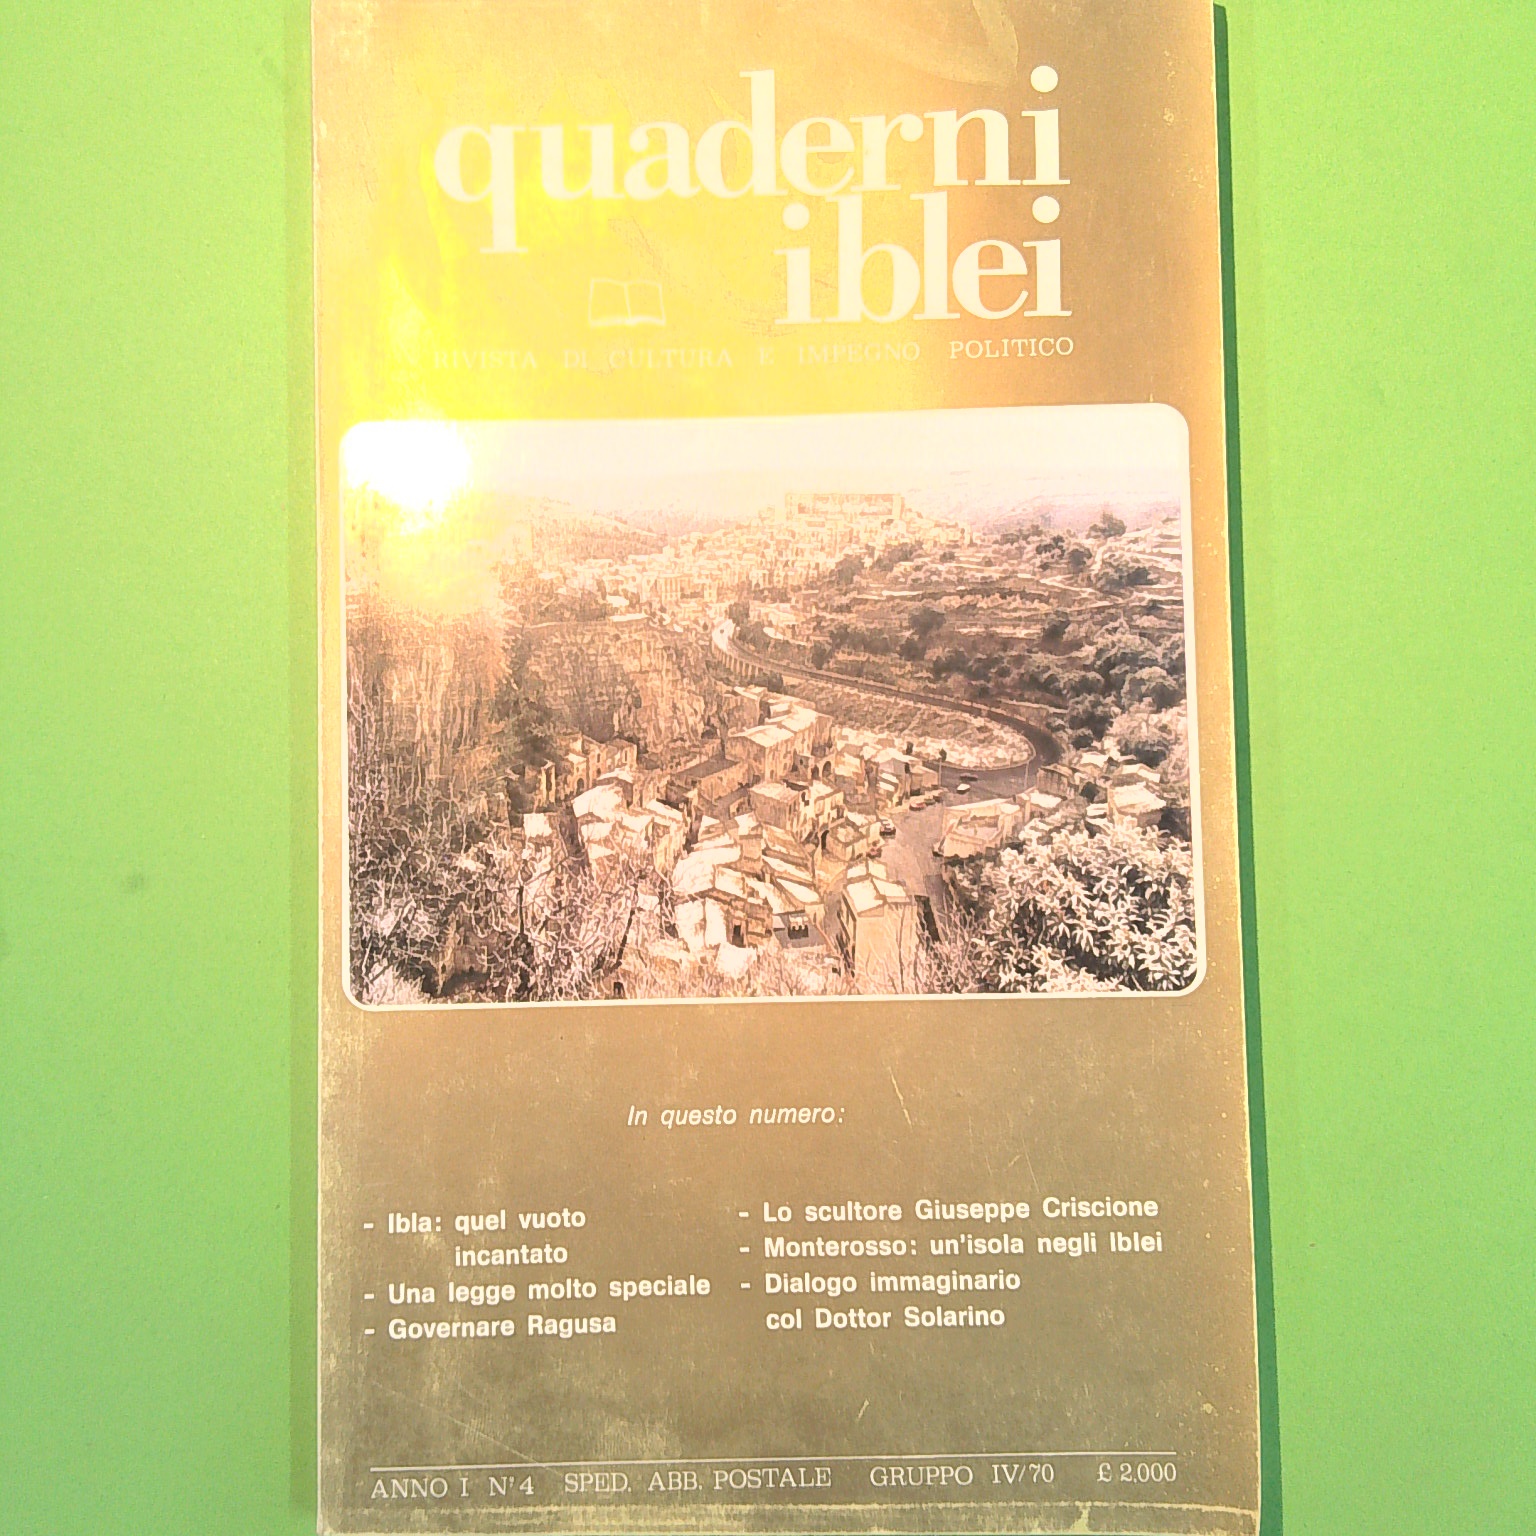 quaderni
iblei
RIVISTA DI CULTURA E IMPEGNO POLITICO
In questo numero:
- Ibla: quel vuoto
incantato
- Una legge molto speciale
- Governare Ragusa
- Lo scultore Giuseppe Criscione
- Monterosso: un'isola negli Iblei
- Dialogo immaginario
col Dottor Solarino
ANNO I N° 4 SPED. ABB. POSTALE GRUPPO IV/70 £ 2.000